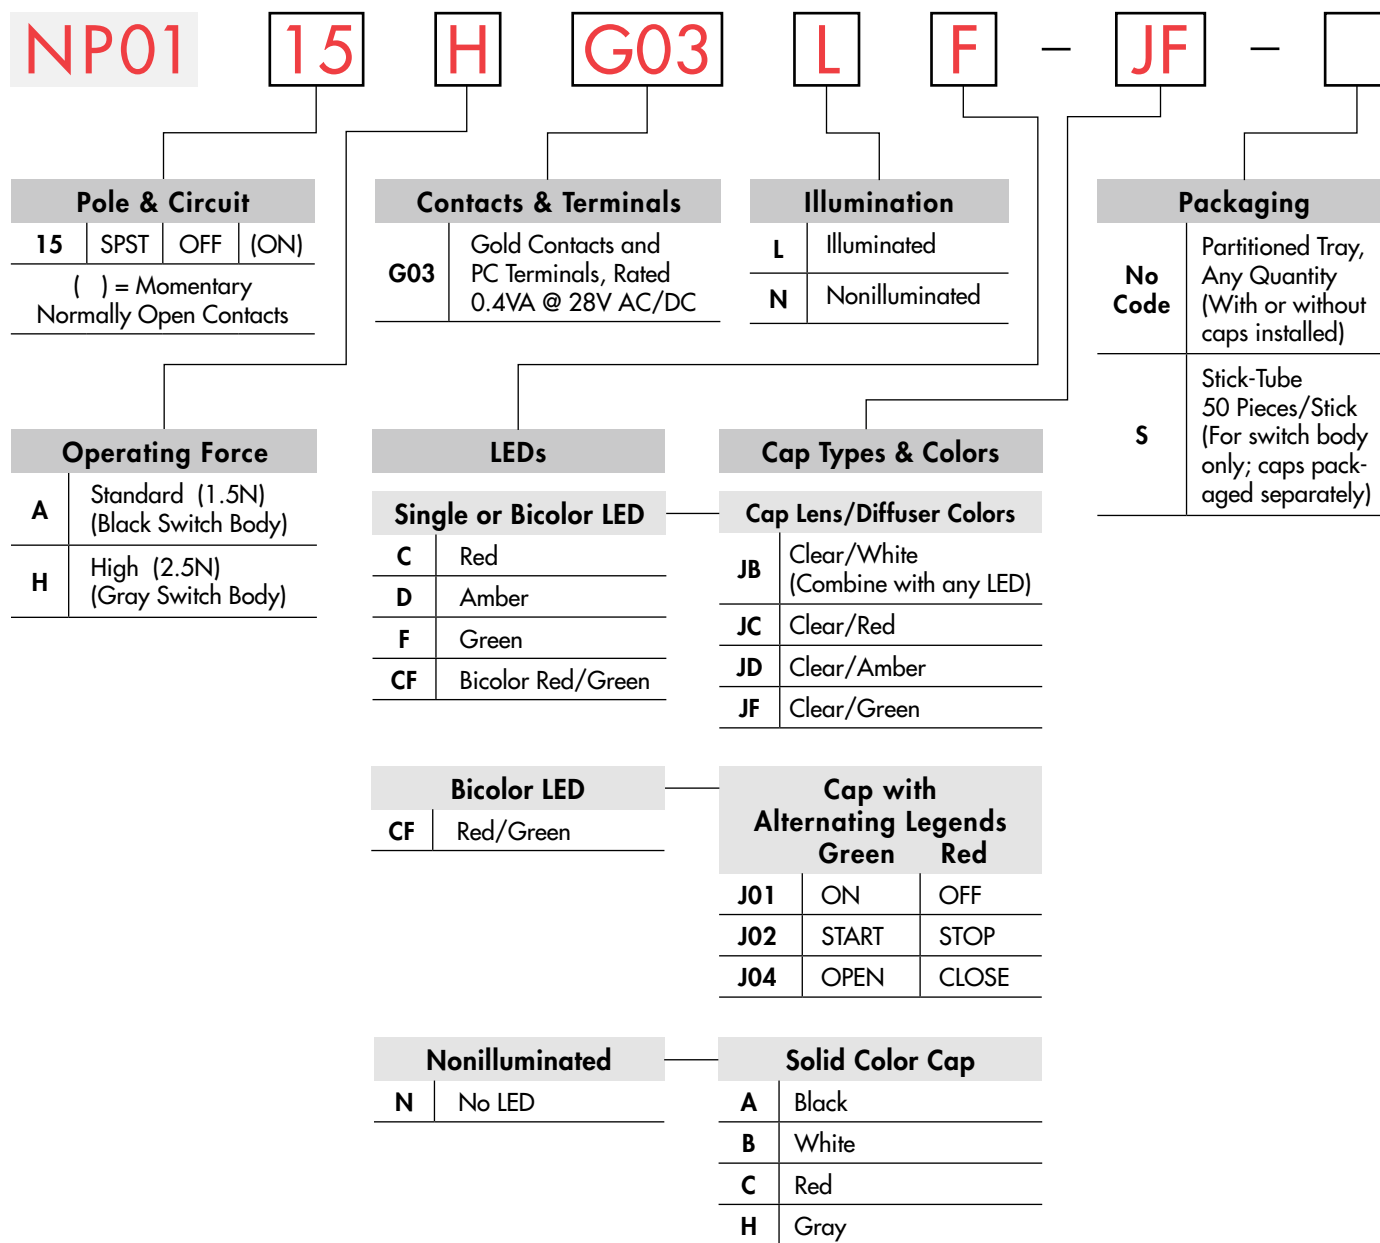 NP01 15 H G03 L F – JF –
Pole & Circuit
15 SPST OFF (ON)
( ) = Momentary
Normally Open Contacts
Contacts & Terminals
G03
Gold Contacts and
PC Terminals, Rated
0.4VA @ 28V AC/DC
Illumination
L Illuminated
N Nonilluminated
Packaging
No
Code
Partitioned Tray,
Any Quantity
(With or without
caps installed)
S
Stick-Tube
50 Pieces/Stick
(For switch body
only; caps pack-
aged separately)
Operating Force
A
Standard (1.5N)
(Black Switch Body)
H
High (2.5N)
(Gray Switch Body)
LEDs
Single or Bicolor LED
C Red
D Amber
F Green
CF Bicolor Red/Green
Cap Types & Colors
Cap Lens/Diffuser Colors
JB
Clear/White
(Combine with any LED)
JC Clear/Red
JD Clear/Amber
JF Clear/Green
Bicolor LED
CF Red/Green
Cap with
Alternating Legends
Green Red
J01 ON OFF
J02 START STOP
J04 OPEN CLOSE
Nonilluminated
N No LED
Solid Color Cap
A Black
B White
C Red
H Gray